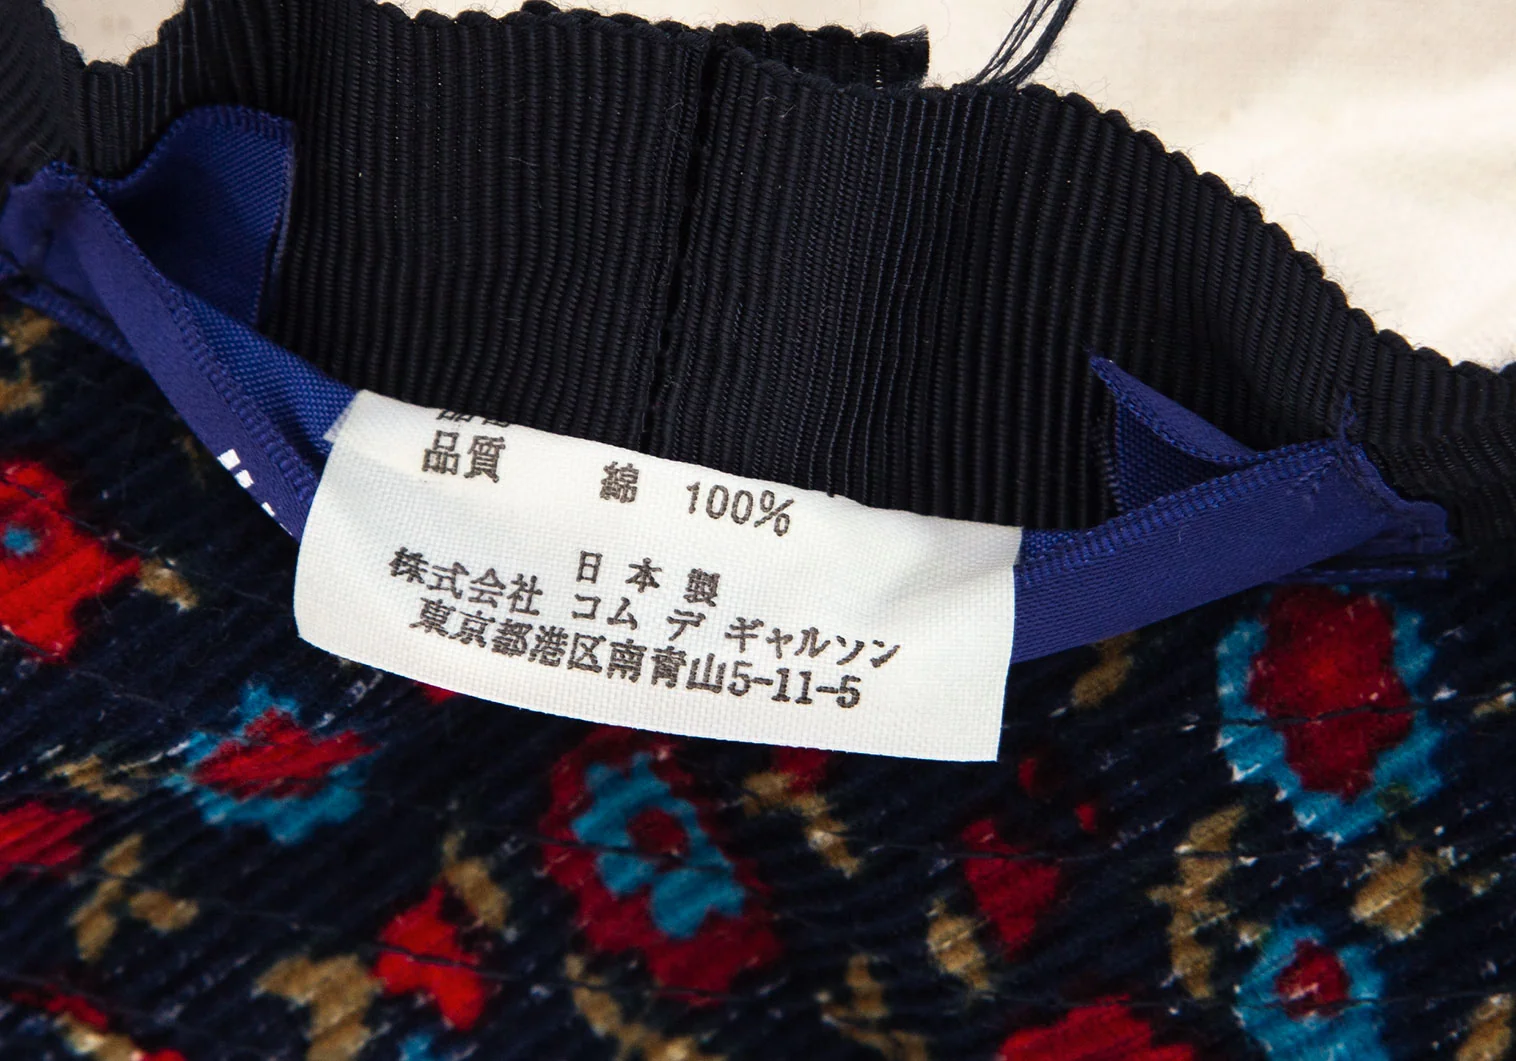 品質 綿 100%
日本製
株式会社 コム デ ギャルソン
東京都港区南青山5-11-5